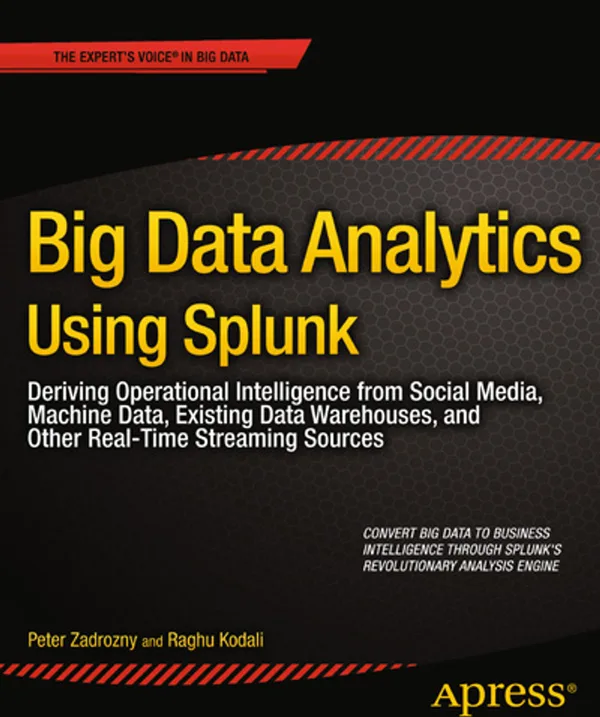 THE EXPERT'S VOICE® IN BIG DATA
Big Data Analytics
Using Splunk
Deriving Operational Intelligence from Social Media,
Machine Data, Existing Data Warehouses, and
Other Real-Time Streaming Sources
CONVERT BIG DATA TO BUSINESS
INTELLIGENCE THROUGH SPLUNK'S
REVOLUTIONARY ANALYSIS ENGINE
Peter Zadrozny and Raghu Kodali
Apress®